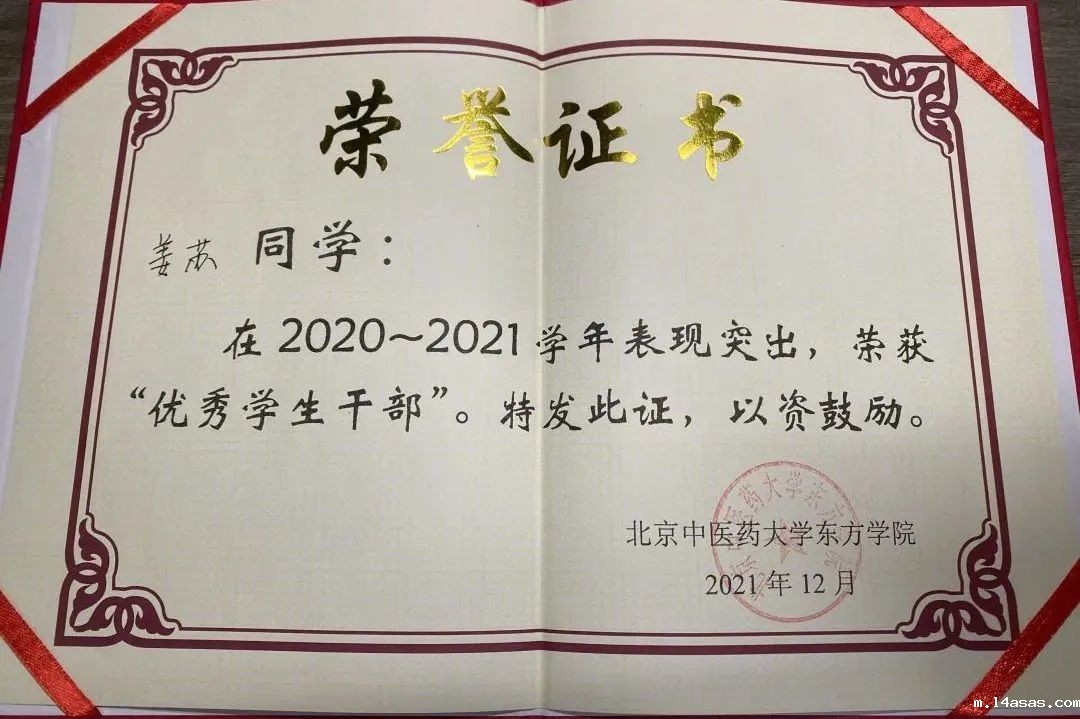 荣誉证书
姜苏 同学：
在2020～2021学年表现突出，荣获
“优秀学生干部”。特发此证，以资鼓励。
北京中医药大学东方学院
2021年12月
m.14asas.com